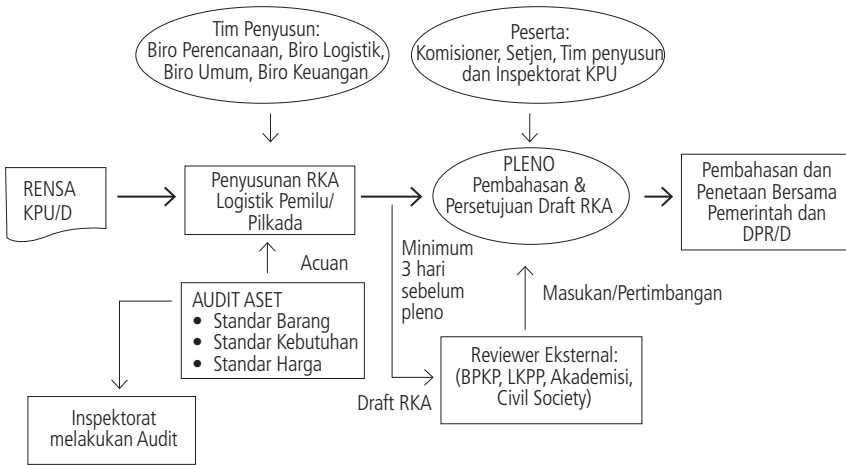 Tim Penyusun:
Biro Perencanaan, Biro Logistik,
Biro Umum, Biro Keuangan
Peserta:
Komisioner, Setjen, Tim penyusun
dan Inspektorat KPU
RENSA
KPU/D
Penyusunan RKA
Logistik Pemilu/
Pilkada
PLENO
Pembahasan &
Persetujuan Draft RKA
Pembahasan dan
Penetaan Bersama
Pemerintah dan
DPR/D
Acuan
Minimum
3 hari
sebelum
pleno
Masukan/Pertimbangan
AUDIT ASET
• Standar Barang
• Standar Kebutuhan
• Standar Harga
Reviewer Eksternal:
(BPKP, LKPP, Akademisi,
Civil Society)
Draft RKA
Inspektorat
melakukan Audit